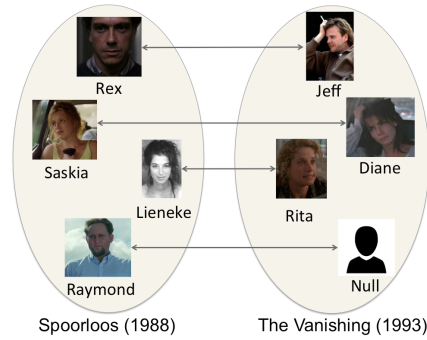 Rex
Jeff
Saskia
Diane
Lieneke
Rita
Raymond
Null
Spoorloos (1988)
The Vanishing (1993)